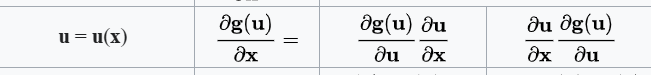 u = u(x) ∂g(u)/∂x = ∂g(u)/∂u ∂u/∂x ∂u/∂x ∂g(u)/∂u